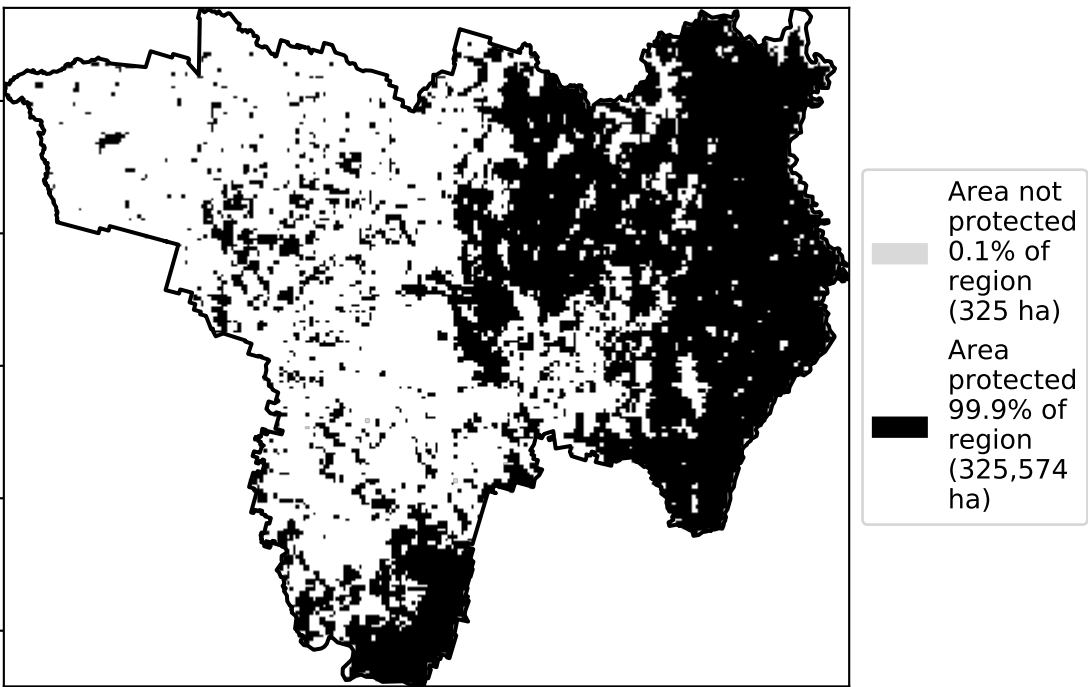 Area not
protected
0.1% of
region
(325 ha)
Area
protected
99.9% of
region
(325,574
ha)